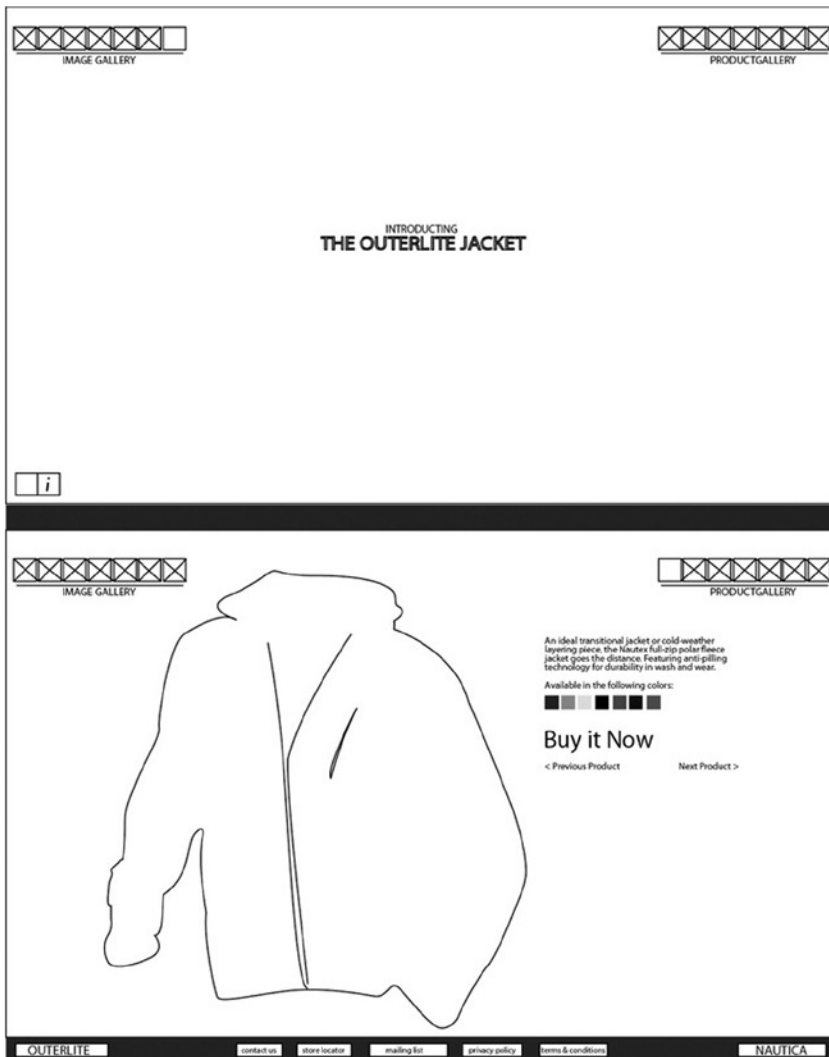 IMAGE GALLERY
PRODUCTGALLERY
INTRODUCTING
THE OUTERLITE JACKET
i
IMAGE GALLERY
PRODUCTGALLERY
An ideal transitional jacket or cold-weather
layering piece, the Nautex full-zip polar fleece
jacket goes the distance. Featuring anti-pilling
technology for durability in wash and wear.
Available in the following colors:
Buy it Now
< Previous Product Next Product >
OUTERLITE contact us store locator mailing list privacy policy terms & conditions NAUTICA